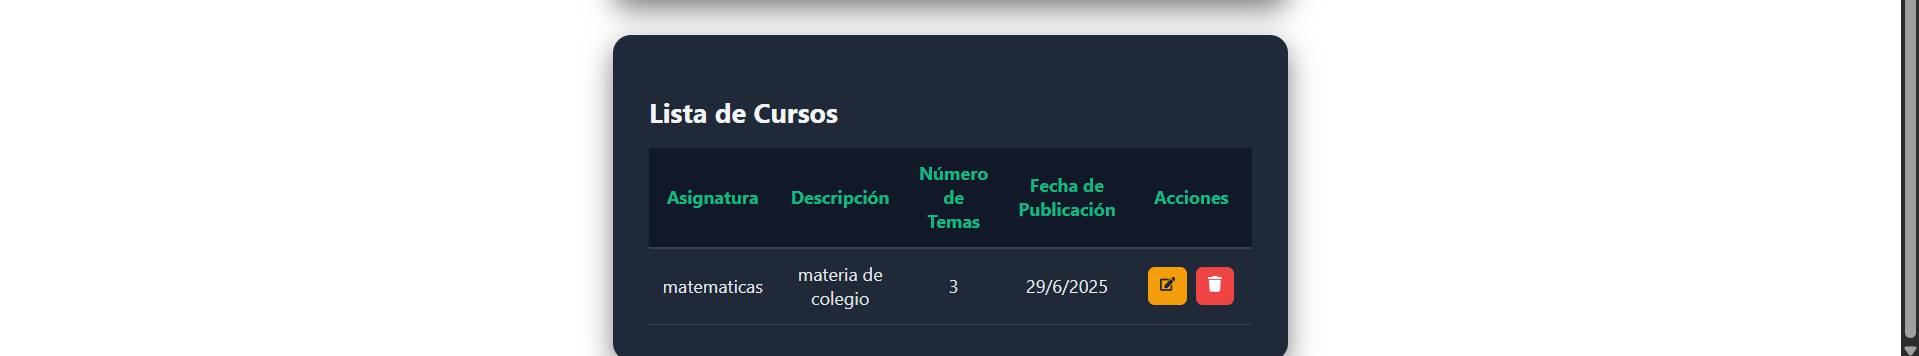 Lista de Cursos
Asignatura Descripción Número de Temas Fecha de Publicación Acciones
matematicas materia de colegio 3 29/6/2025